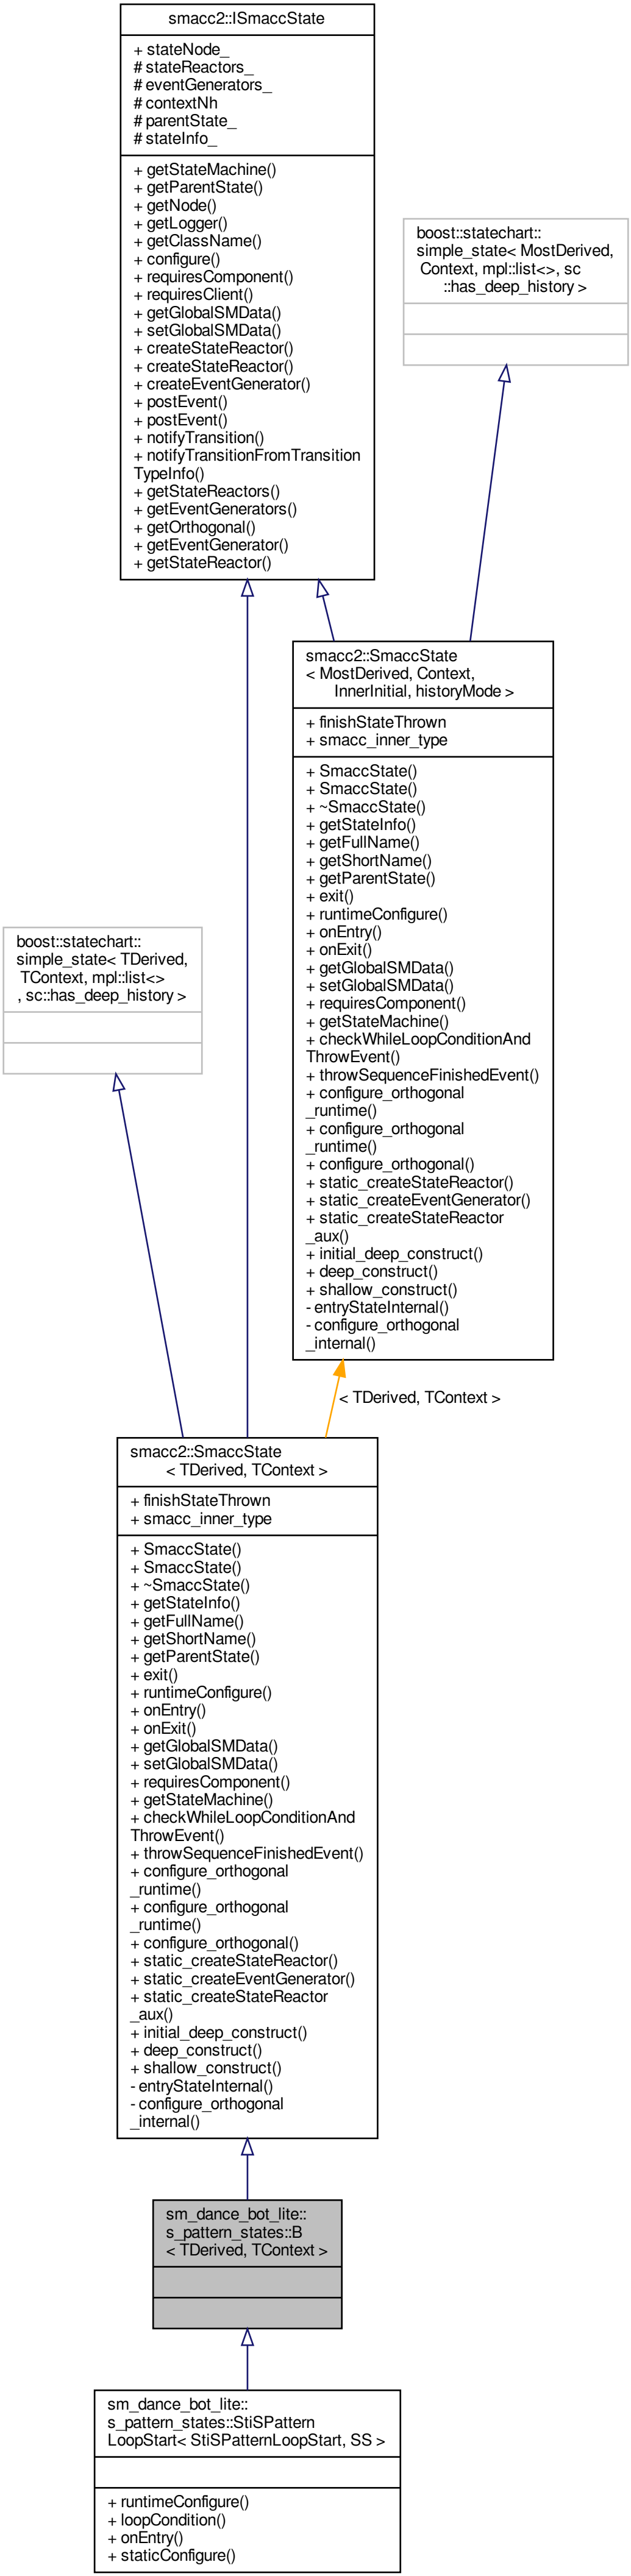 smacc2::ISmaccState
+ stateNode_
# stateReactors_
# eventGenerators_
# contextNh
# parentState_
# stateInfo_
+ getStateMachine()
+ getParentState()
+ getNode()
+ getLogger()
+ getClassName()
+ configure()
+ requiresComponent()
+ requiresClient()
+ getGlobalSMData()
+ setGlobalSMData()
+ createStateReactor()
+ createStateReactor()
+ createEventGenerator()
+ postEvent()
+ postEvent()
+ notifyTransition()
+ notifyTransitionFromTransition
TypeInfo()
+ getStateReactors()
+ getEventGenerators()
+ getOrthogonal()
+ getEventGenerator()
+ getStateReactor()
boost::statechart::
simple_state< MostDerived,
Context, mpl::list<>, sc
::has_deep_history >
smacc2::SmaccState
< MostDerived, Context,
InnerInitial, historyMode >
+ finishStateThrown
+ smacc_inner_type
+ SmaccState()
+ SmaccState()
+ ~SmaccState()
+ getStateInfo()
+ getFullName()
+ getShortName()
+ getParentState()
+ exit()
+ runtimeConfigure()
+ onEntry()
+ onExit()
+ getGlobalSMData()
+ setGlobalSMData()
+ requiresComponent()
+ getStateMachine()
+ checkWhileLoopConditionAnd
ThrowEvent()
+ throwSequenceFinishedEvent()
+ configure_orthogonal
_runtime()
+ configure_orthogonal
_runtime()
+ configure_orthogonal()
+ static_createStateReactor()
+ static_createEventGenerator()
+ static_createStateReactor
_aux()
+ initial_deep_construct()
+ deep_construct()
+ shallow_construct()
- entryStateInternal()
- configure_orthogonal
_internal()
boost::statechart::
simple_state< TDerived,
TContext, mpl::list<>
, sc::has_deep_history >
< TDerived, TContext >
smacc2::SmaccState
< TDerived, TContext >
+ finishStateThrown
+ smacc_inner_type
+ SmaccState()
+ SmaccState()
+ ~SmaccState()
+ getStateInfo()
+ getFullName()
+ getShortName()
+ getParentState()
+ exit()
+ runtimeConfigure()
+ onEntry()
+ onExit()
+ getGlobalSMData()
+ setGlobalSMData()
+ requiresComponent()
+ getStateMachine()
+ checkWhileLoopConditionAnd
ThrowEvent()
+ throwSequenceFinishedEvent()
+ configure_orthogonal
_runtime()
+ configure_orthogonal
_runtime()
+ configure_orthogonal()
+ static_createStateReactor()
+ static_createEventGenerator()
+ static_createStateReactor
_aux()
+ initial_deep_construct()
+ deep_construct()
+ shallow_construct()
- entryStateInternal()
- configure_orthogonal
_internal()
sm_dance_bot_lite::
s_pattern_states::B
< TDerived, TContext >
sm_dance_bot_lite::
s_pattern_states::StiSPattern
LoopStart< StiSPatternLoopStart, SS >
+ runtimeConfigure()
+ loopCondition()
+ onEntry()
+ staticConfigure()